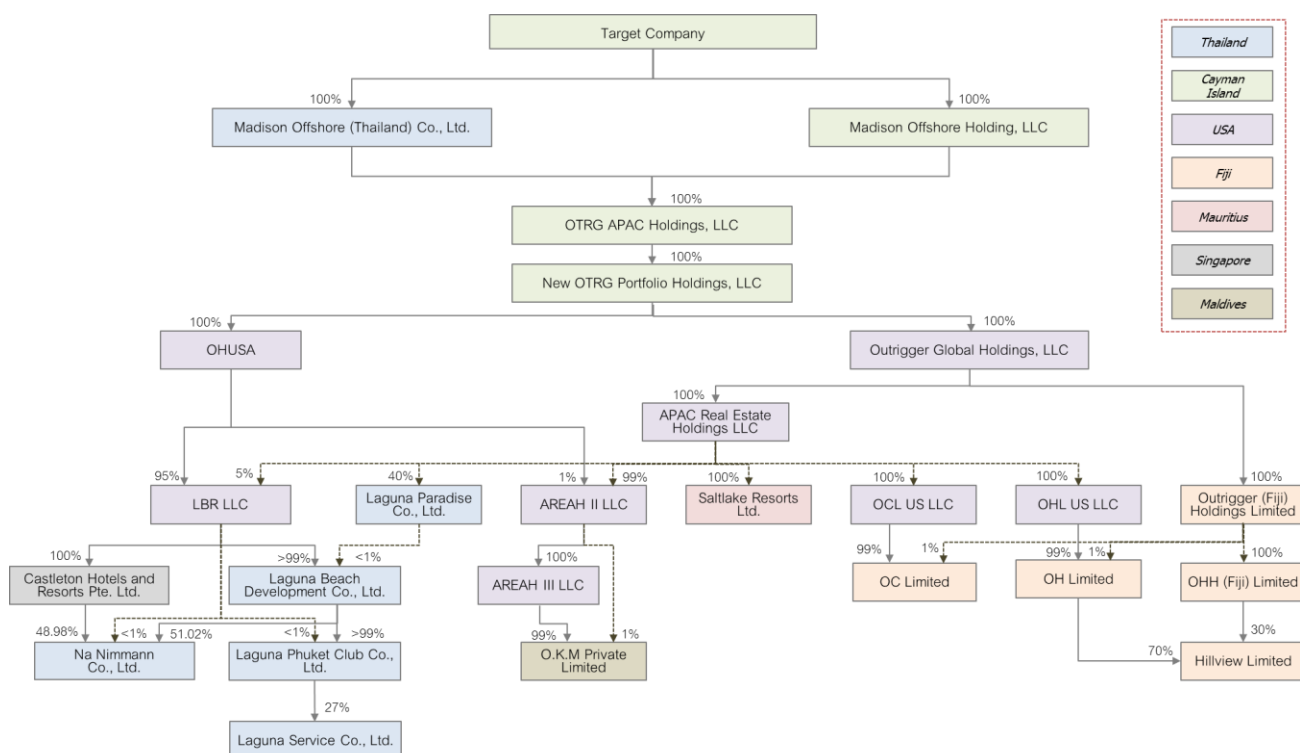 Target Company
Thailand
Cayman
Island
USA
Fiji
Mauritius
Singapore
Maldives
100%
100%
Madison Offshore (Thailand) Co., Ltd.
Madison Offshore Holding, LLC
100%
OTRG APAC Holdings, LLC
100%
New OTRG Portfolio Holdings, LLC
100%
100%
OHUSA
Outrigger Global Holdings, LLC
100%
APAC Real Estate
Holdings LLC
95%
5%
40%
1%
99%
100%
100%
100%
100%
LBR LLC
Laguna Paradise
Co., Ltd.
AREAH II LLC
Saltlake Resorts
Ltd.
OCL US LLC
OHL US LLC
Outrigger (Fiji)
Holdings Limited
100%
>99%
<1%
100%
99%
1%
99%
1%
100%
Castleton Hotels and
Resorts Pte. Ltd.
Laguna Beach
Development Co., Ltd.
AREAH III LLC
OC Limited
OH Limited
OHH (Fiji) Limited
48.98%
<1%
51.02%
<1%
>99%
99%
1%
30%
Na Nimmann
Co., Ltd.
Laguna Phuket Club Co.,
Ltd.
O.K.M Private
Limited
70%
Hillview Limited
27%
Laguna Service Co., Ltd.